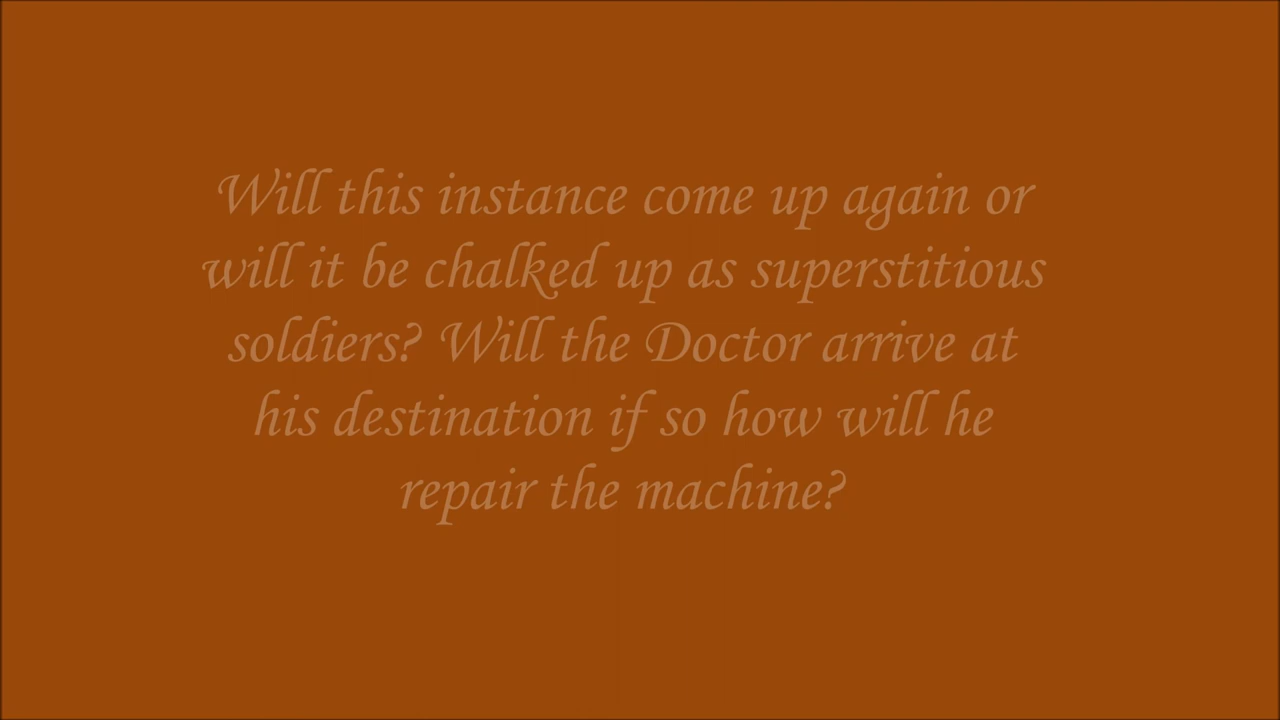 Will this instance come up again or
will it be chalked up as superstitious
soldiers? Will the Doctor arrive at
his destination if so how will he
repair the machine?